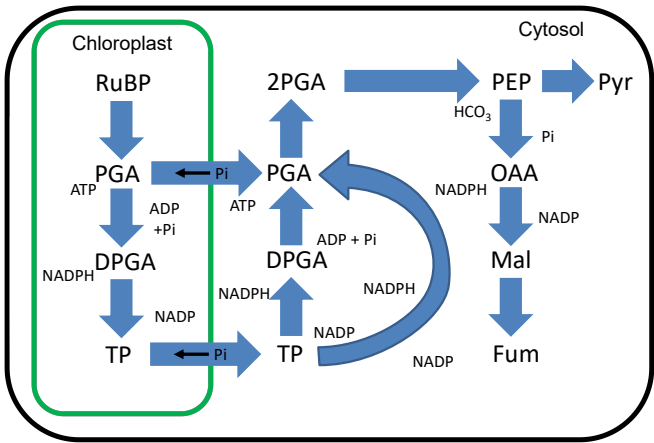 Chloroplast
Cytosol
RuBP
2PGA
PEP
Pyr
HCO3
Pi
PGA
Pi
PGA
OAA
ATP
ADP
+Pi
ATP
NADPH
NADP
DPGA
DPGA
ADP + Pi
Mal
NADPH
NADP
NADPH
NADP
NADPH
NADP
TP
Pi
TP
Fum